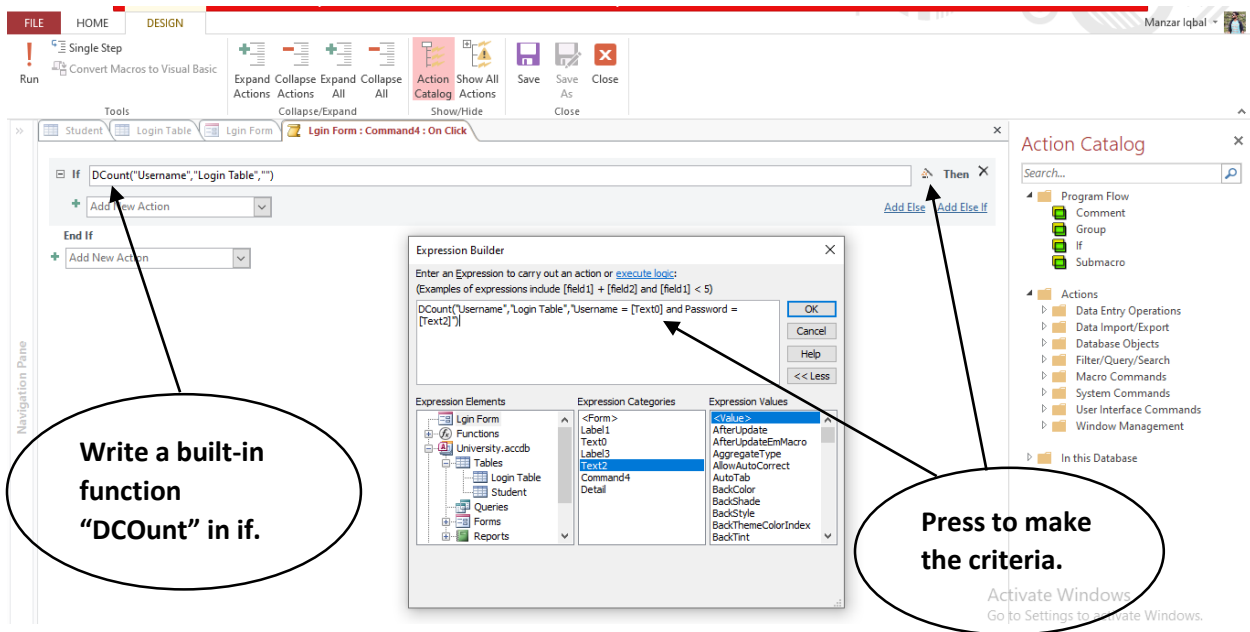 FILE HOME DESIGN Manzar Iqbal
Run
Single Step
Convert Macros to Visual Basic
Expand Actions
Collapse Actions
Expand All
Collapse All
Action Catalog
Show All Actions
Save
Save As
Close
Tools Collapse/Expand Show/Hide Close
Student Login Table Lgin Form Lgin Form : Command4 : On Click
If DCount("Username","Login Table","") Then
Add New Action Add Else Add Else If
End If
Add New Action
Navigation Pane
Expression Builder
Enter an Expression to carry out an action or execute logic:
(Examples of expressions include [field1] + [field2] and [field1] < 5)
DCount("Username","Login Table","Username = [Text0] and Password =
[Text2]")
OK
Cancel
Help
<< Less
Expression Elements
Lgin Form
Functions
University.accdb
Tables
Login Table
Student
Queries
Forms
Reports
Expression Categories
<Form>
Label1
Text0
Label3
Text2
Command4
Detail
Expression Values
<Value>
AfterUpdate
AfterUpdateEmMacro
AggregateType
AllowAutoCorrect
AutoTab
BackColor
BackShade
BackStyle
BackThemeColorIndex
BackTint
Action Catalog
Search...
Program Flow
Comment
Group
If
Submacro
Actions
Data Entry Operations
Data Import/Export
Database Objects
Filter/Query/Search
Macro Commands
System Commands
User Interface Commands
Window Management
In this Database
Write a built-in
function
“DCOunt” in if.
Press to make
the criteria.
Activate Windows
Go to Settings to activate Windows.